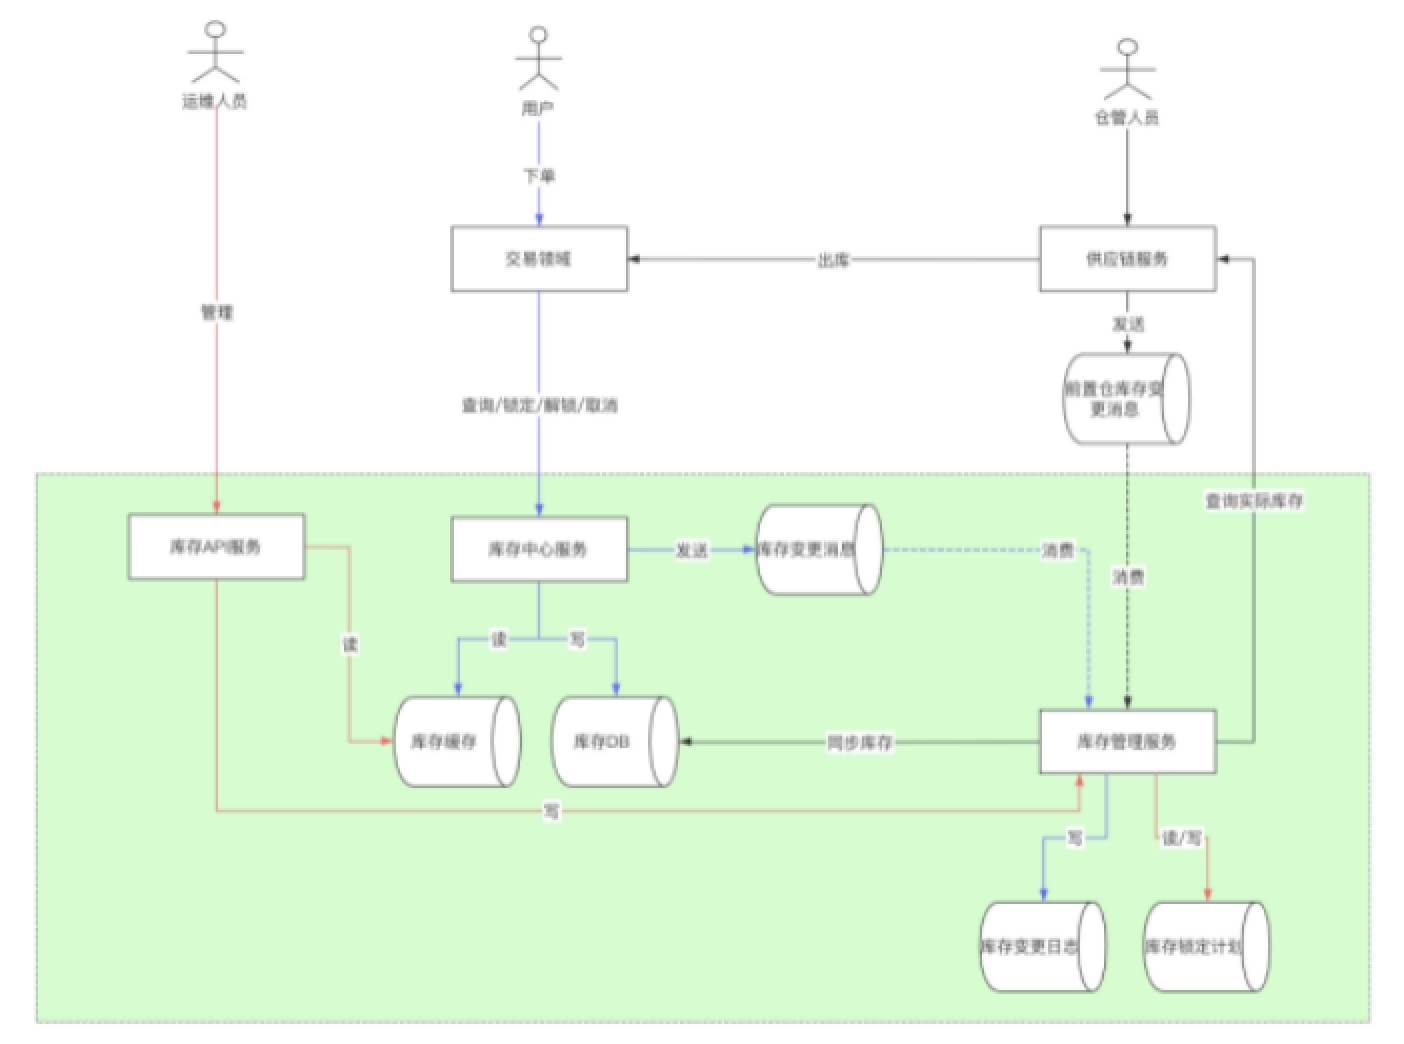 运维人员
用户
仓管人员
下单
交易领域
出库
供应链服务
管理
发送
前置仓库存变
更消息
查询/锁定/解锁/取消
查询实际库存
库存API服务
库存中心服务
发送
库存变更消息
消费
消费
读
读
写
库存缓存
库存DB
同步库存
库存管理服务
写
写
读/写
库存变更日志
库存锁定计划